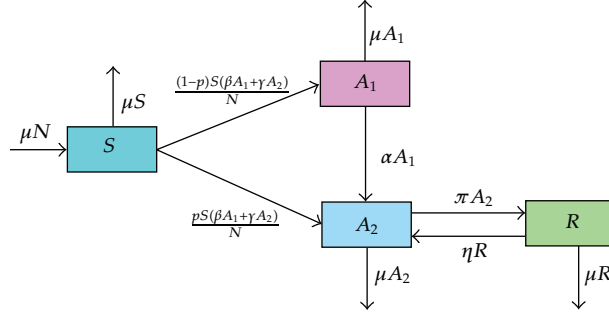 μA₁
(1−p)S(βA₁+γA₂)
N
A₁
μS
μN
S
αA₁
πA₂
pS(βA₁+γA₂)
N
A₂
R
ηR
μA₂
μR